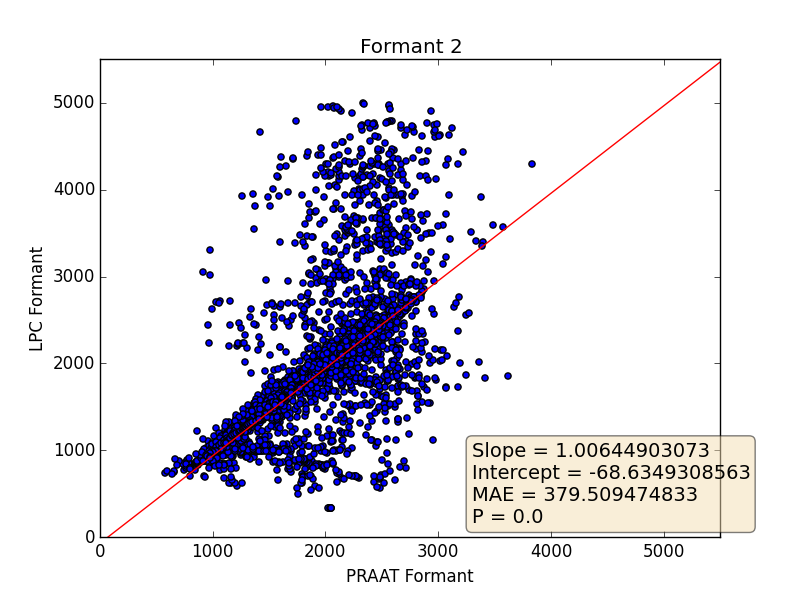 Formant 2
5000
4000
3000
2000
1000
0
LPC Formant
Slope = 1.00644903073
Intercept = -68.6349308563
MAE = 379.509474833
P = 0.0
0 1000 2000 3000 4000 5000
PRAAT Formant